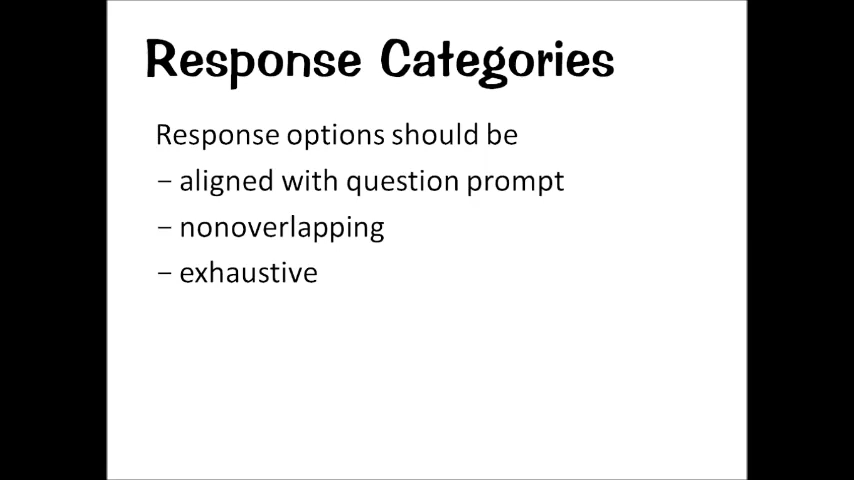 Response Categories
Response options should be
– aligned with question prompt
– nonoverlapping
– exhaustive